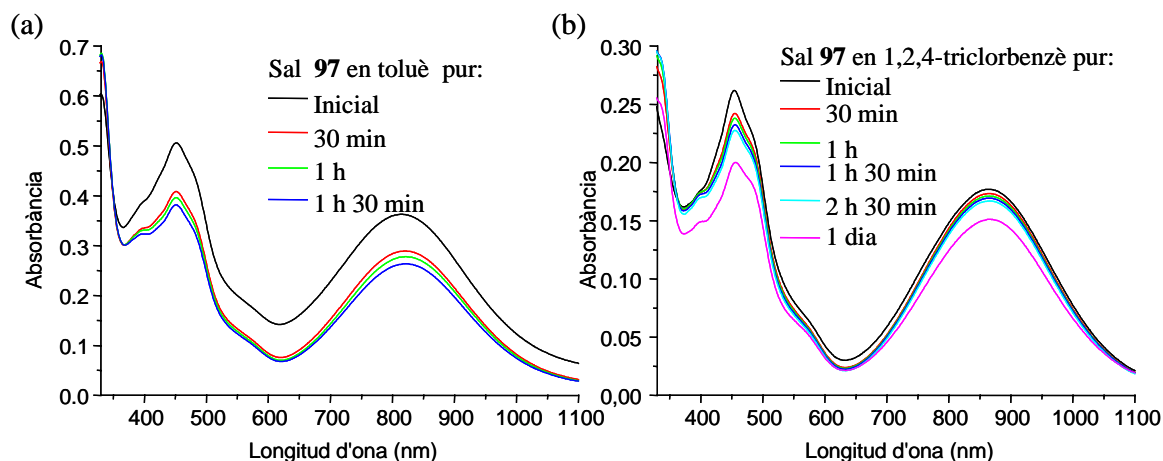 (a)
0.7
0.6
0.5
0.4
0.3
0.2
0.1
0.0
Absorbància
Sal 97 en toluè pur:
Inicial
30 min
1 h
1 h 30 min
400 500 600 700 800 900 1000 1100
Longitud d'ona (nm)
(b)
0.30
0.25
0.20
0.15
0.10
0.05
0,00
Absorbància
Sal 97 en 1,2,4-triclorbenzè pur:
Inicial
30 min
1 h
1 h 30 min
2 h 30 min
1 dia
400 500 600 700 800 900 1000 1100
Longitud d'ona (nm)